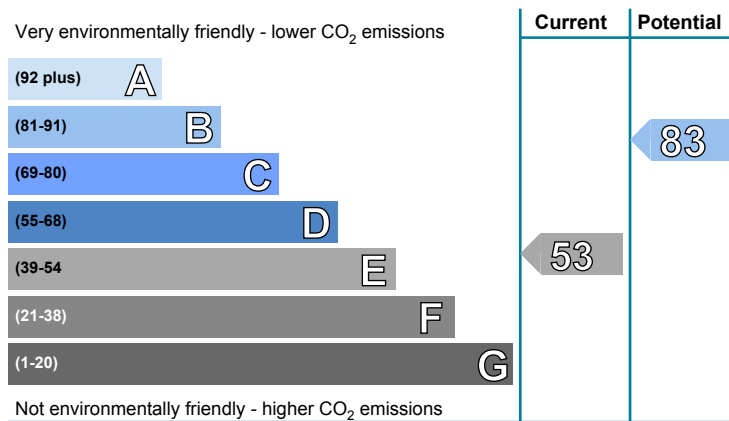 Current Potential
Very environmentally friendly - lower CO2 emissions
(92 plus) A
(81-91) B
83
(69-80) C
(55-68) D
(39-54 E
53
(21-38) F
(1-20) G
Not environmentally friendly - higher CO2 emissions